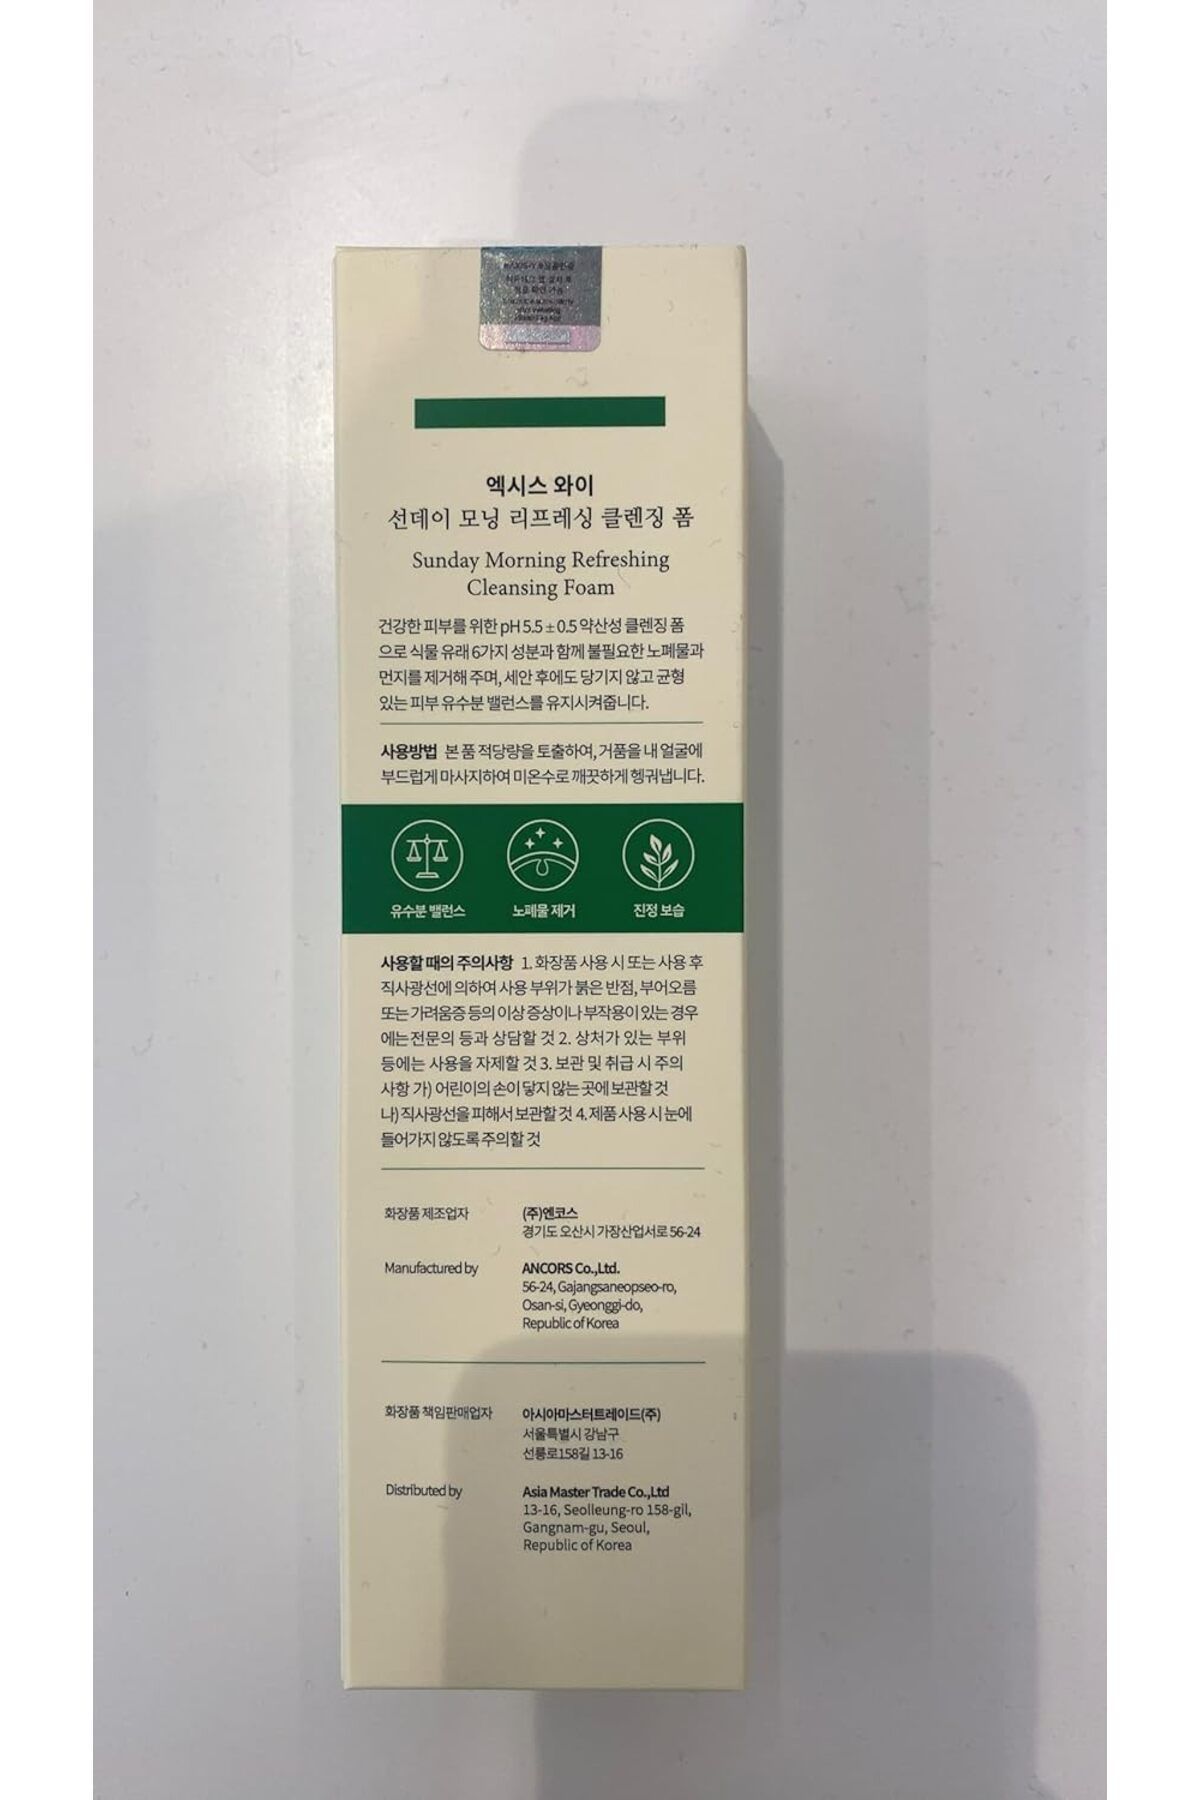 엑시스 와이
선데이 모닝 리프레싱 클렌징 폼
Sunday Morning Refreshing
Cleansing Foam
건강한 피부를 위한 pH 5.5 ± 0.5 약산성 클렌징 폼
으로 식물 유래 6가지 성분과 함께 불필요한 노폐물과
먼지를 제거해 주며, 세안 후에도 당기지 않고 균형
있는 피부 유수분 밸런스를 유지시켜줍니다.
사용방법 본 품 적당량을 토출하여, 거품을 내 얼굴에
부드럽게 마사지하여 미온수로 깨끗하게 헹궈냅니다.
유수분 밸런스 노폐물 제거 진정 보습
사용할 때의 주의사항 1. 화장품 사용 시 또는 사용 후
직사광선에 의하여 사용 부위가 붉은 반점, 부어오름
또는 가려움증 등의 이상 증상이나 부작용이 있는 경우
에는 전문의 등과 상담할 것 2. 상처가 있는 부위
등에는 사용을 자제할 것 3. 보관 및 취급 시 주의
사항 가) 어린이의 손이 닿지 않는 곳에 보관할 것
나) 직사광선을 피해서 보관할 것 4. 제품 사용 시 눈에
들어가지 않도록 주의할 것
화장품 제조업자 (주)엔코스
경기도 오산시 가장산업서로 56-24
Manufactured by ANCORS Co.,Ltd.
56-24, Gajangsaneopseo-ro,
Osan-si, Gyeonggi-do,
Republic of Korea
화장품 책임판매업자 아시아마스터트레이드(주)
서울특별시 강남구
선릉로158길 13-16
Distributed by Asia Master Trade Co.,Ltd
13-16, Seolleung-ro 158-gil,
Gangnam-gu, Seoul,
Republic of Korea